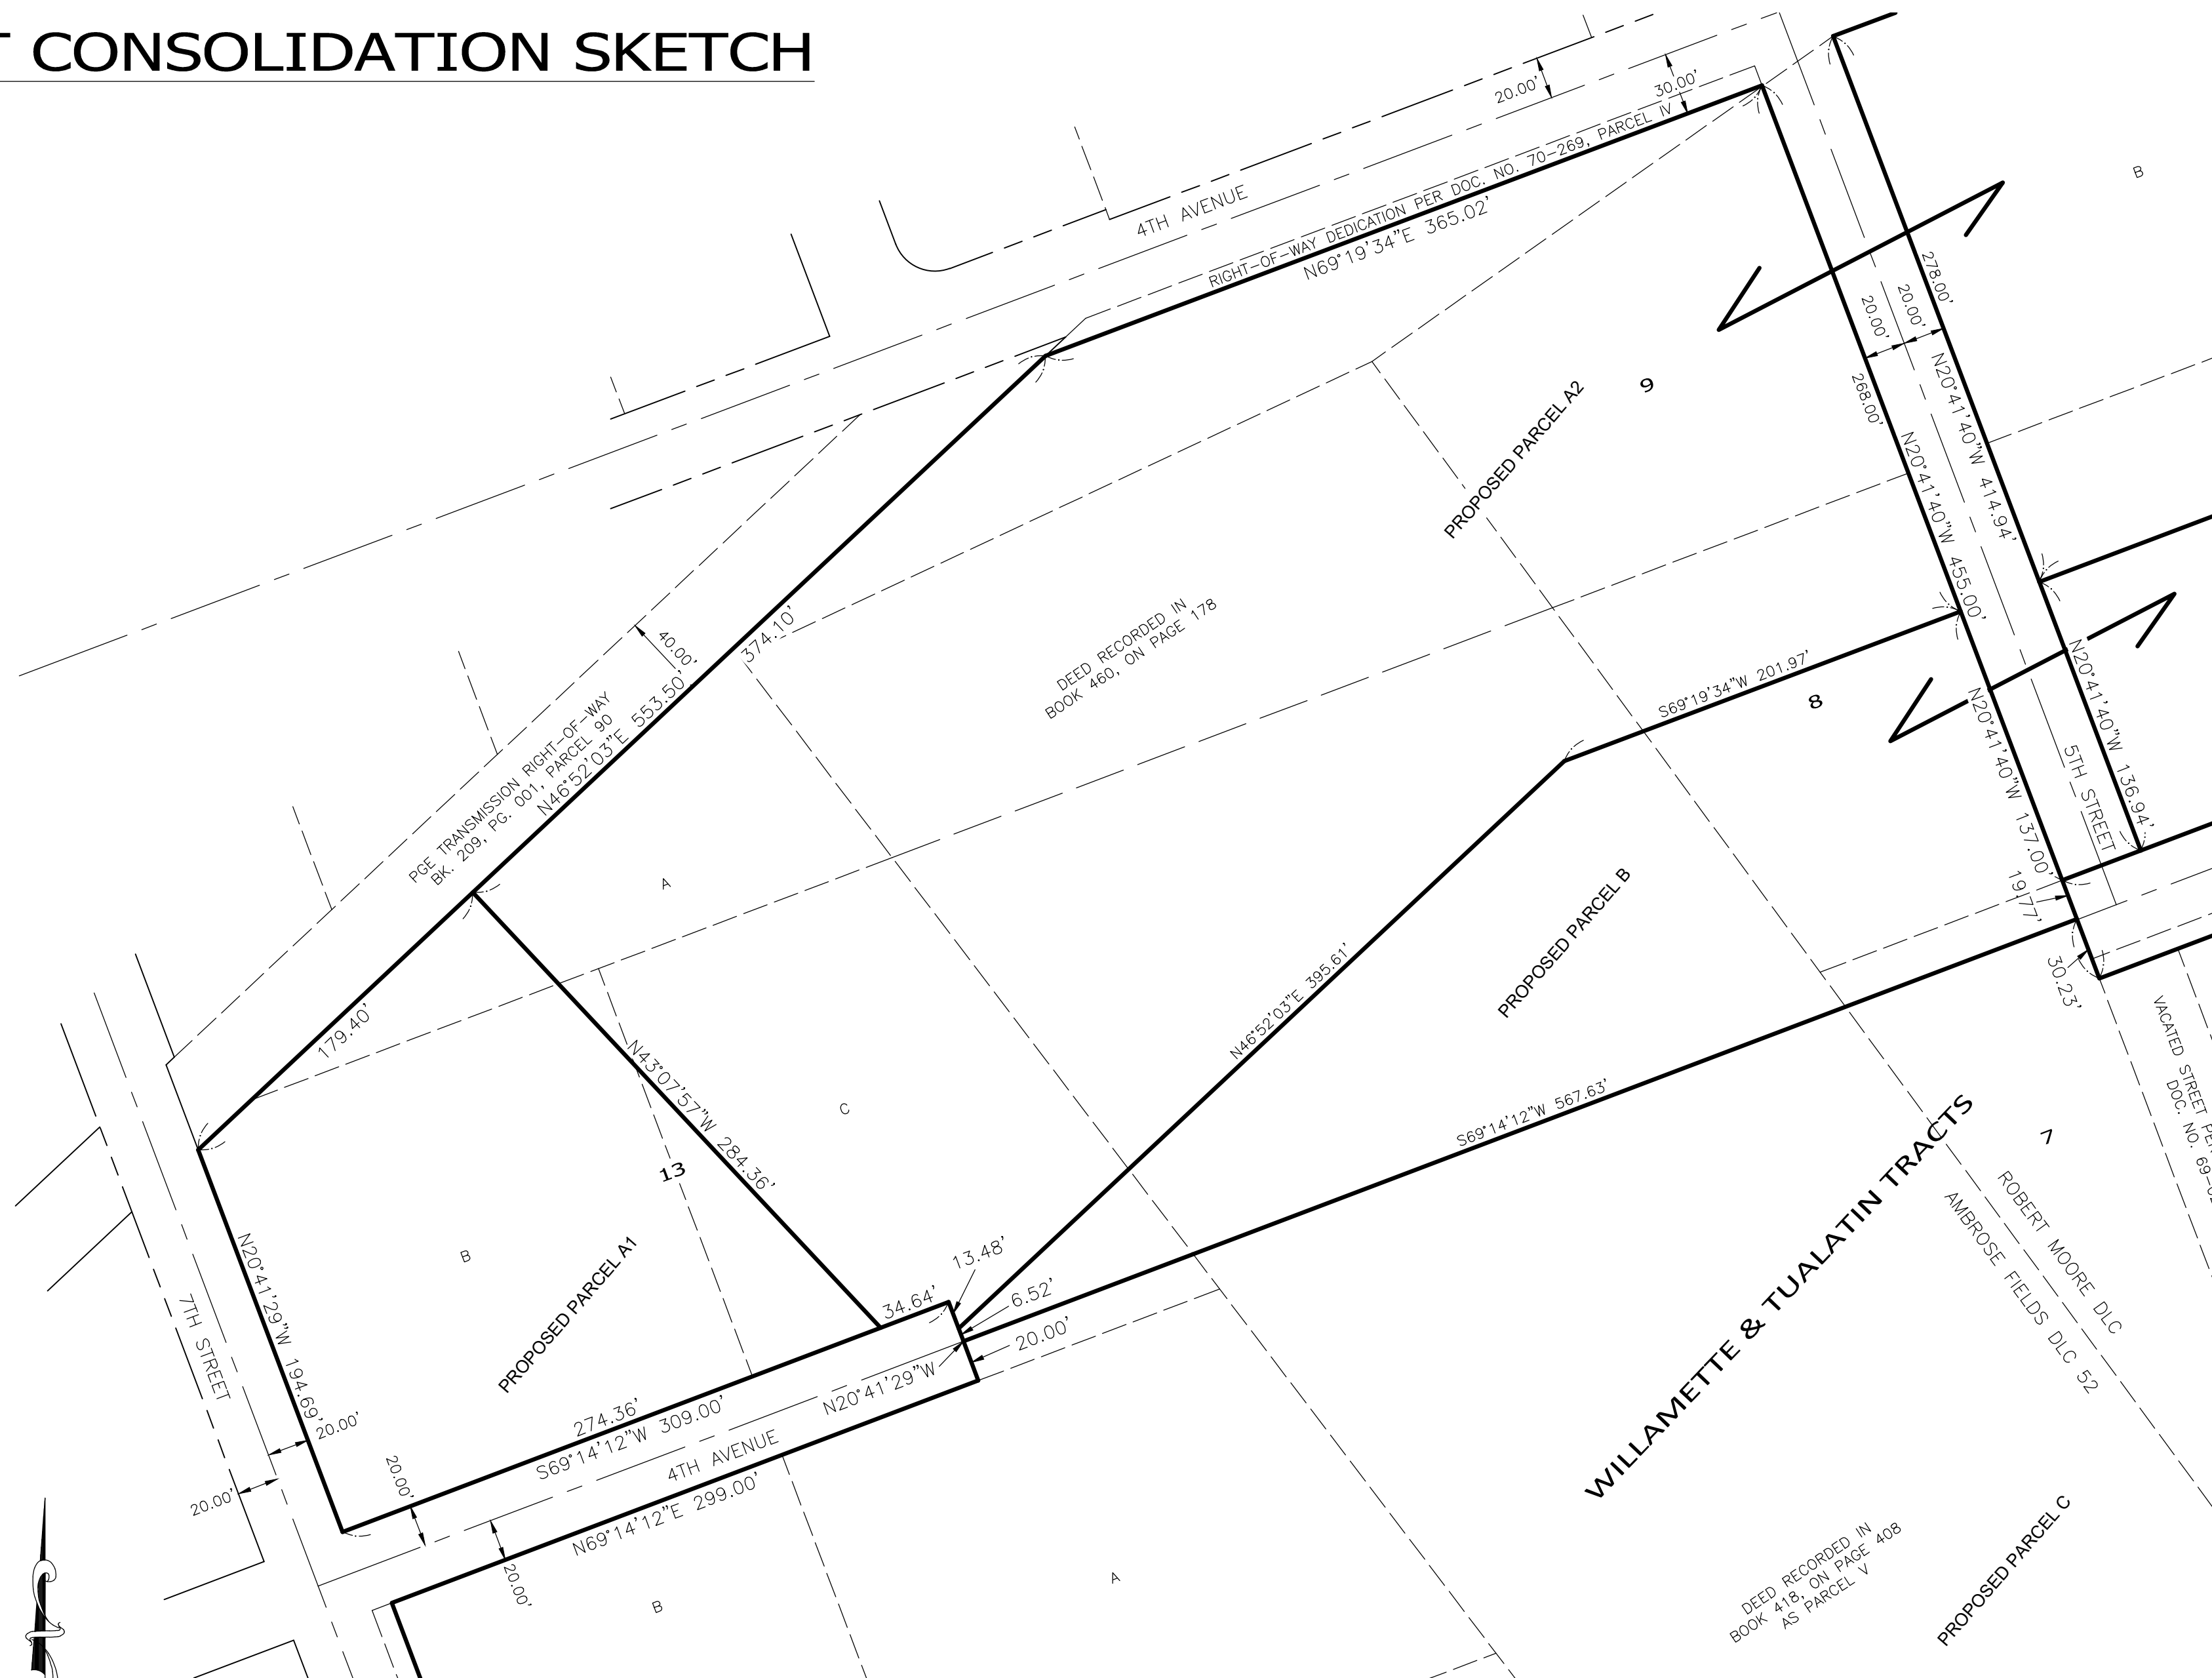 T CONSOLIDATION SKETCH
20.00'
30.00'
4TH AVENUE
RIGHT-OF-WAY DEDICATION PER DOC. NO. 70-269, PARCEL IV
N69°19'34"E 365.02'
B
278.00'
20.00'
20.00'
268.00'
N20°41'40"W 414.94'
N20°41'40"W 455.00'
9
PROPOSED PARCEL A2
DEED RECORDED IN
BOOK 460, ON PAGE 178
374.10'
40.00'
PGE TRANSMISSION RIGHT-OF-WAY
BK. 209, PG. 001, PARCEL 90
N46°52'03"E 553.50'
S69°19'34"W 201.97'
8
N20°41'40"W 136.94'
N20°41'40"W 137.00'
5TH STREET
19.77'
30.23'
A
PROPOSED PARCEL B
N46°52'03"E 395.61'
179.40'
N43°07'57"W 284.36'
C
13
S69°14'12"W 567.63'
VACATED STREET PER
DOC. NO. 69-02
WILLAMETTE & TUALATIN TRACTS
7
ROBERT MOORE DLC
AMBROSE FIELDS DLC 52
B
PROPOSED PARCEL A1
N20°41'29"W 194.69'
7TH STREET
13.48'
34.64'
6.52'
20.00'
N20°41'29"W
274.36'
S69°14'12"W 309.00'
4TH AVENUE
N69°14'12"E 299.00'
20.00'
20.00'
20.00'
20.00'
A
B
DEED RECORDED IN
BOOK 418, ON PAGE 408
AS PARCEL V
PROPOSED PARCEL C